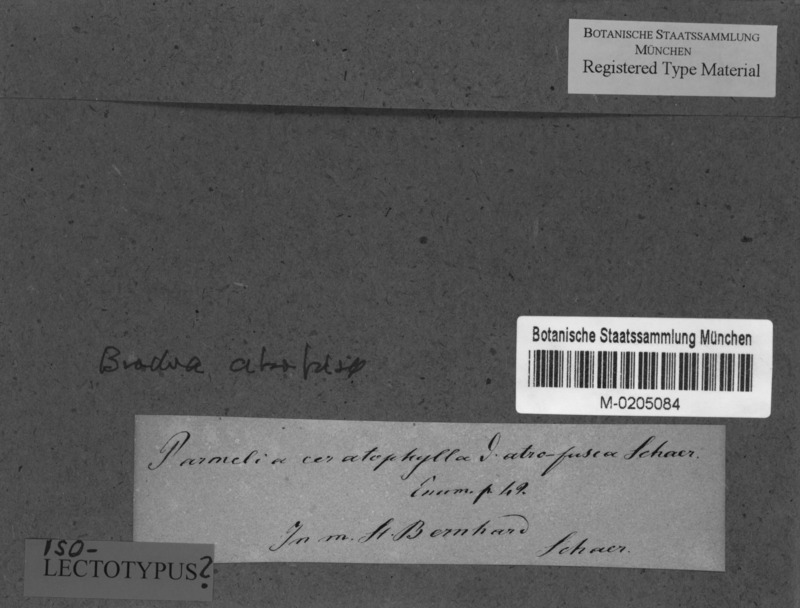 BOTANISCHE STAATSSAMMLUNG
MÜNCHEN
Registered Type Material
Botanische Staatssammlung München
M-0205084
Brodoa
Parmelia ceratophylla δ. atro-fusca Schaer.
Enum. p 49.
In m. St. Bernhard
Schaer.
ISO-
LECTOTYPUS?